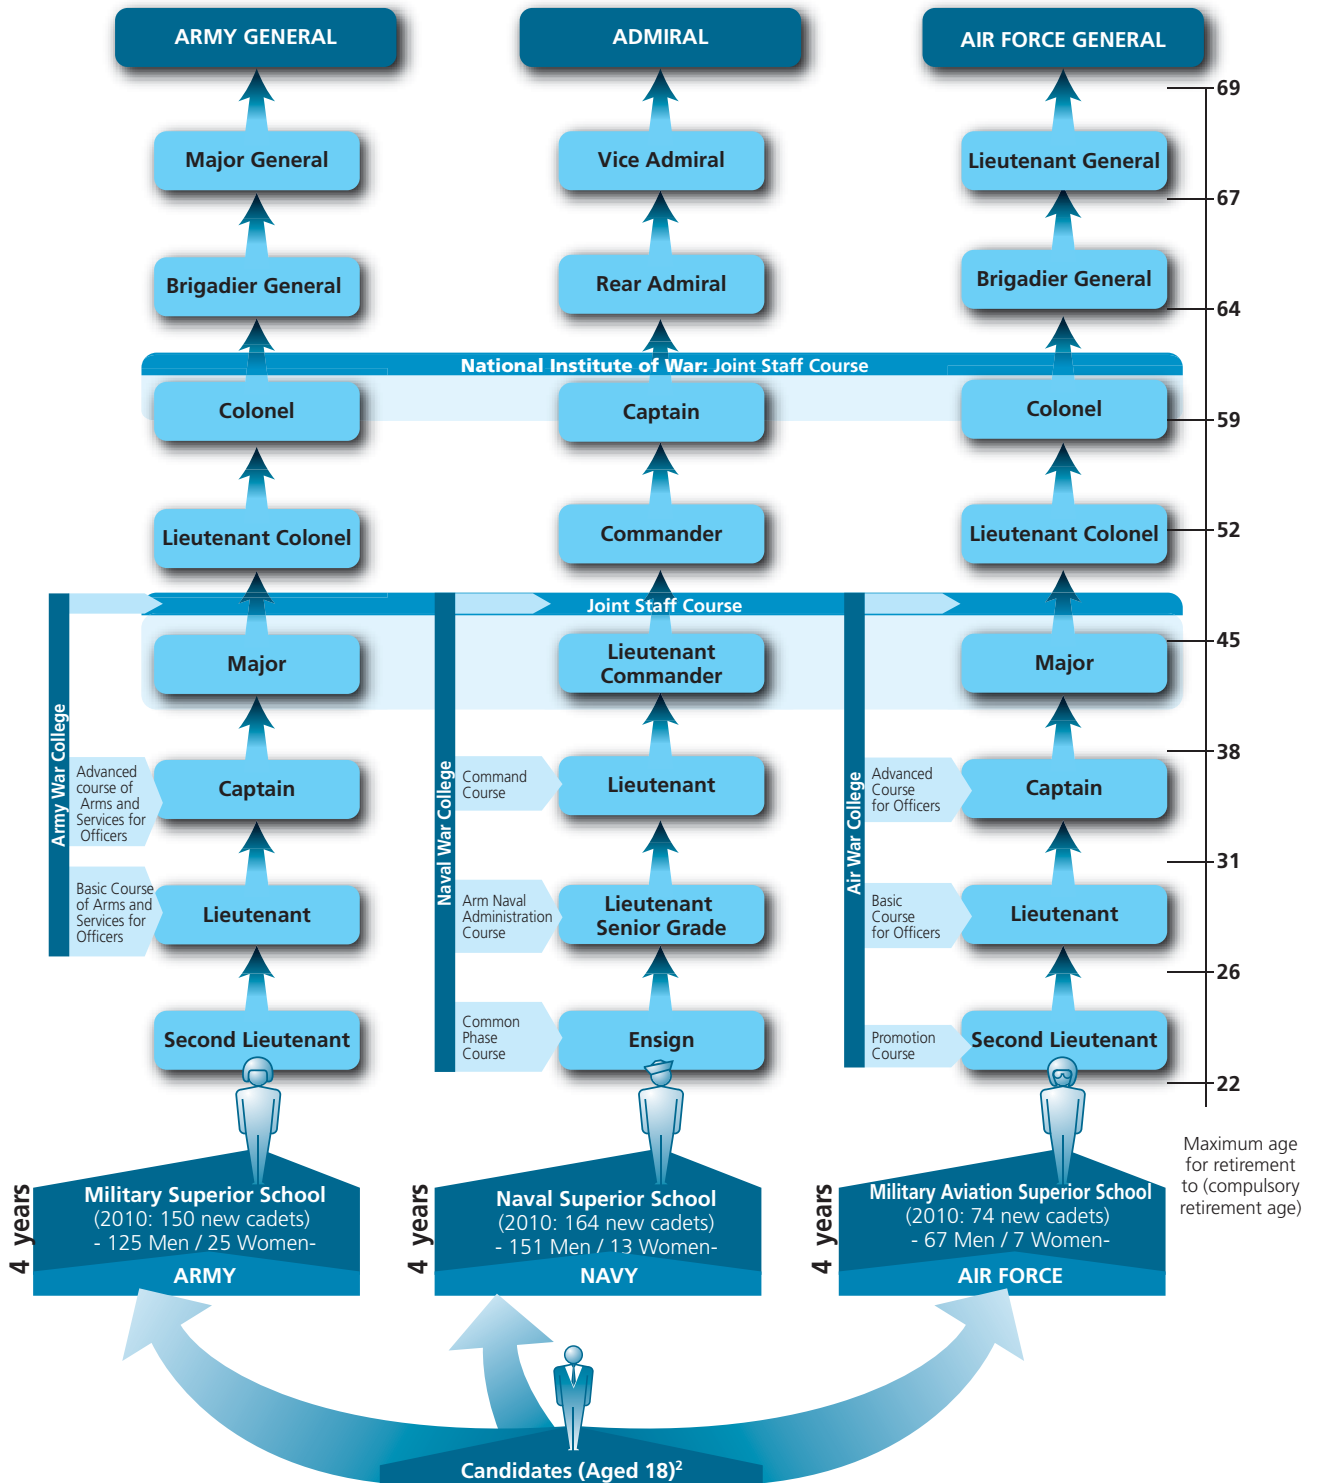 ARMY GENERAL
ADMIRAL
AIR FORCE GENERAL
69
Major General
Vice Admiral
Lieutenant General
67
Brigadier General
Rear Admiral
Brigadier General
64
National Institute of War: Joint Staff Course
Colonel
Captain
Colonel
59
Lieutenant Colonel
Commander
Lieutenant Colonel
52
Joint Staff Course
Major
Lieutenant
Commander
Major
45
38
Army War College
Advanced
course of
Arms and
Services for
Officers
Captain
Naval War College
Command
Course
Lieutenant
Air War College
Advanced
Course
for Officers
Captain
31
Basic Course
of Arms and
Services for
Officers
Lieutenant
Arm Naval
Administration
Course
Lieutenant
Senior Grade
Basic
Course
for Officers
Lieutenant
26
Second Lieutenant
Common
Phase
Course
Ensign
Promotion
Course
Second Lieutenant
22
Maximum age
for retirement
to (compulsory
retirement age)
4 years
Military Superior School
(2010: 150 new cadets)
- 125 Men / 25 Women-
ARMY
4 years
Naval Superior School
(2010: 164 new cadets)
- 151 Men / 13 Women-
NAVY
4 years
Military Aviation Superior School
(2010: 74 new cadets)
- 67 Men / 7 Women-
AIR FORCE
Candidates (Aged 18)²